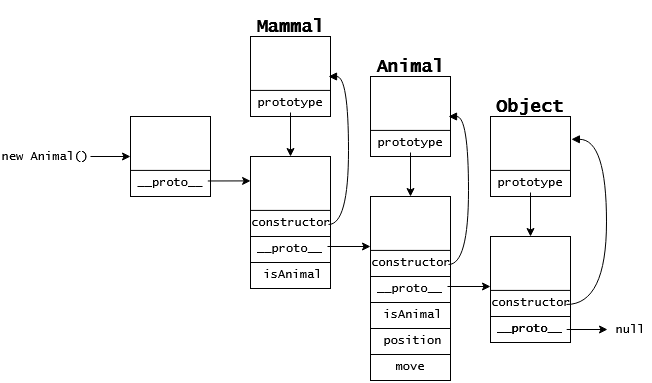 Mammal
prototype
constructor
__proto__
isAnimal
Animal
prototype
constructor
__proto__
isAnimal
position
move
Object
prototype
constructor
__proto__
null
new Animal()
__proto__